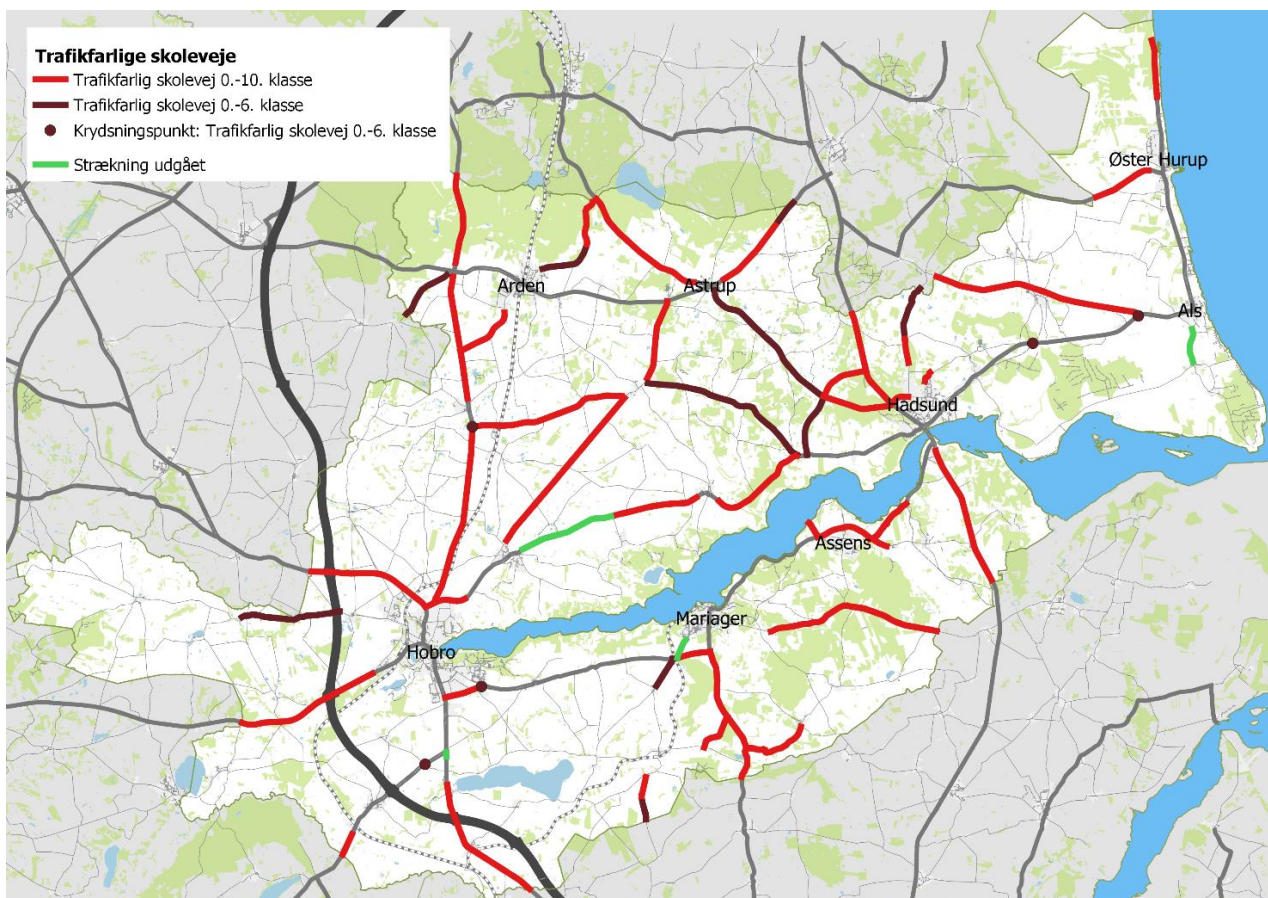 Trafikfarlige skoleveje
Trafikfarlig skolevej 0.-10. klasse
Trafikfarlig skolevej 0.-6. klasse
Krydsningspunkt: Trafikfarlig skolevej 0.-6. klasse
Strækning udgået
Øster Hurup
Arden
Astrup
Als
Hadsund
Assens
Mariager
Hobro